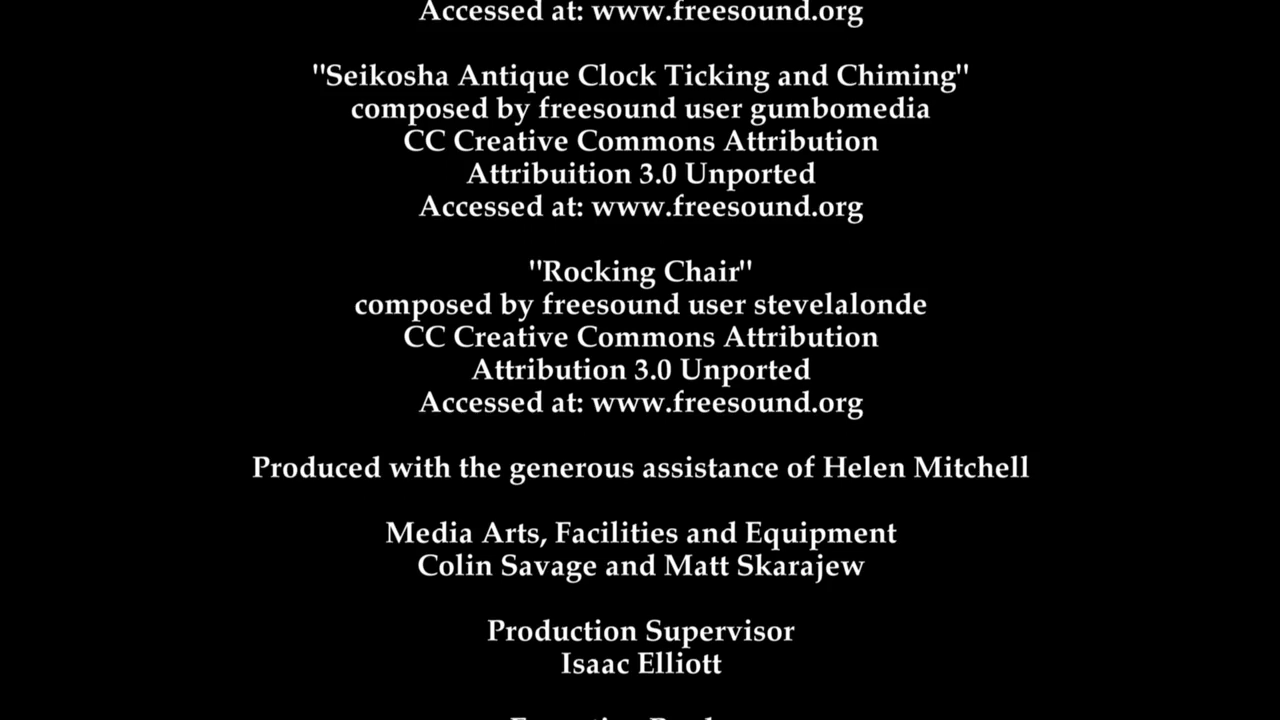 Accessed at: www.freesound.org
"Seikosha Antique Clock Ticking and Chiming"
composed by freesound user gumbomedia
CC Creative Commons Attribution
Attribuition 3.0 Unported
Accessed at: www.freesound.org
"Rocking Chair"
composed by freesound user stevelalonde
CC Creative Commons Attribution
Attribution 3.0 Unported
Accessed at: www.freesound.org
Produced with the generous assistance of Helen Mitchell
Media Arts, Facilities and Equipment
Colin Savage and Matt Skarajew
Production Supervisor
Isaac Elliott